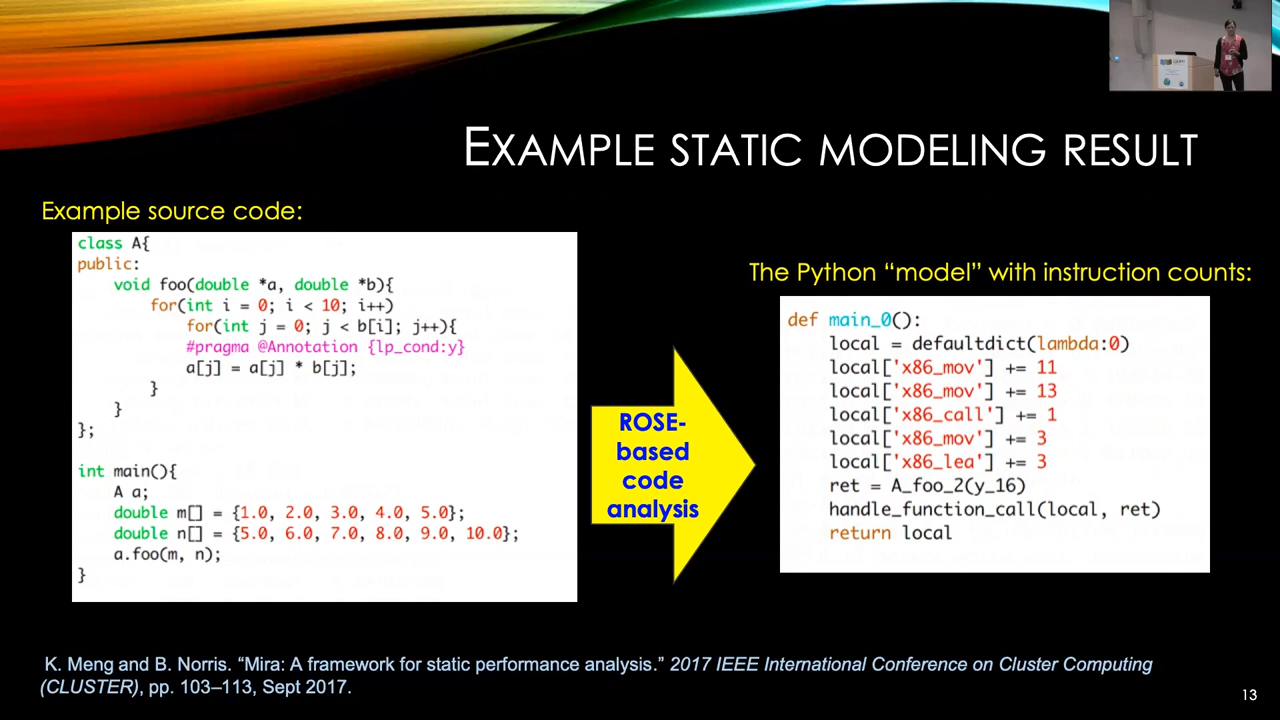 EXAMPLE STATIC MODELING RESULT
Example source code:
class A{
public:
void foo(double *a, double *b){
for(int i = 0; i < 10; i++)
for(int j = 0; j < b[i]; j++){
#pragma @Annotation {lp_cond:y}
a[j] = a[j] * b[j];
}
}
};
int main(){
A a;
double m[] = {1.0, 2.0, 3.0, 4.0, 5.0};
double n[] = {5.0, 6.0, 7.0, 8.0, 9.0, 10.0};
a.foo(m, n);
}
ROSE-
based
code
analysis
The Python “model” with instruction counts:
def main_0():
local = defaultdict(lambda:0)
local['x86_mov'] += 11
local['x86_mov'] += 13
local['x86_call'] += 1
local['x86_mov'] += 3
local['x86_lea'] += 3
ret = A_foo_2(y_16)
handle_function_call(local, ret)
return local
K. Meng and B. Norris. “Mira: A framework for static performance analysis.” 2017 IEEE International Conference on Cluster Computing
(CLUSTER), pp. 103–113, Sept 2017.
13